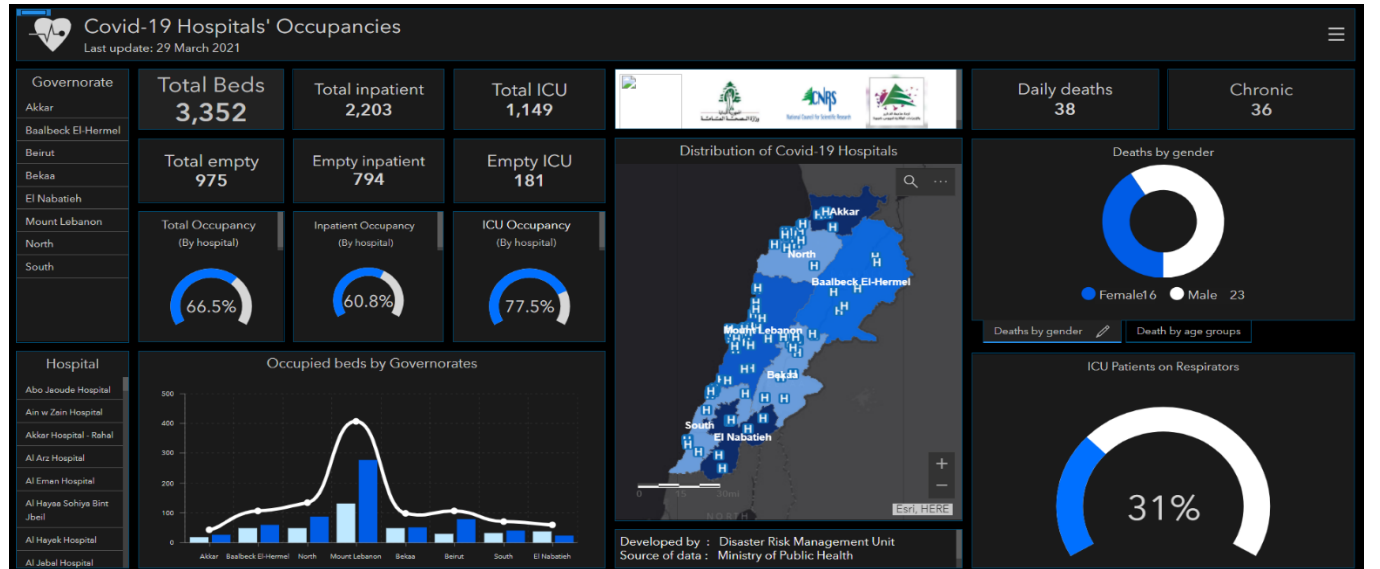 Covid-19 Hospitals' Occupancies
Last update: 29 March 2021
Governorate
Akkar
Baalbeck El-Hermel
Beirut
Bekaa
El Nabatieh
Mount Lebanon
North
South
Total Beds
3,352
Total inpatient
2,203
Total ICU
1,149
Total empty
975
Empty inpatient
794
Empty ICU
181
Total Occupancy
(By hospital)
66.5%
Inpatient Occupancy
(By hospital)
60.8%
ICU Occupancy
(By hospital)
77.5%
CNRS
National Council for Scientific Research
Daily deaths
38
Chronic
36
Distribution of Covid-19 Hospitals
H
Akkar
North
Baalbeck El-Hermel
Mount Lebanon
Bekaa
South
El Nabatieh
0 15 30mi
NORTH
Esri, HERE
Deaths by gender
Female16 Male 23
Deaths by gender
Death by age groups
Hospital
Abo Jaoude Hospital
Ain w Zein Hospital
Akkar Hospital - Rahal
Al Arz Hospital
Al Eman Hospital
Al Hayaa Sohiya Bint
Jbeil
Al Hayek Hospital
Al Jabal Hospital
Occupied beds by Governorates
500
400
300
200
100
0
Akkar Baalbeck El-Hermel North Mount Lebanon Bekaa Beirut South El Nabatieh
Developed by : Disaster Risk Management Unit
Source of data : Ministry of Public Health
ICU Patients on Respirators
31%